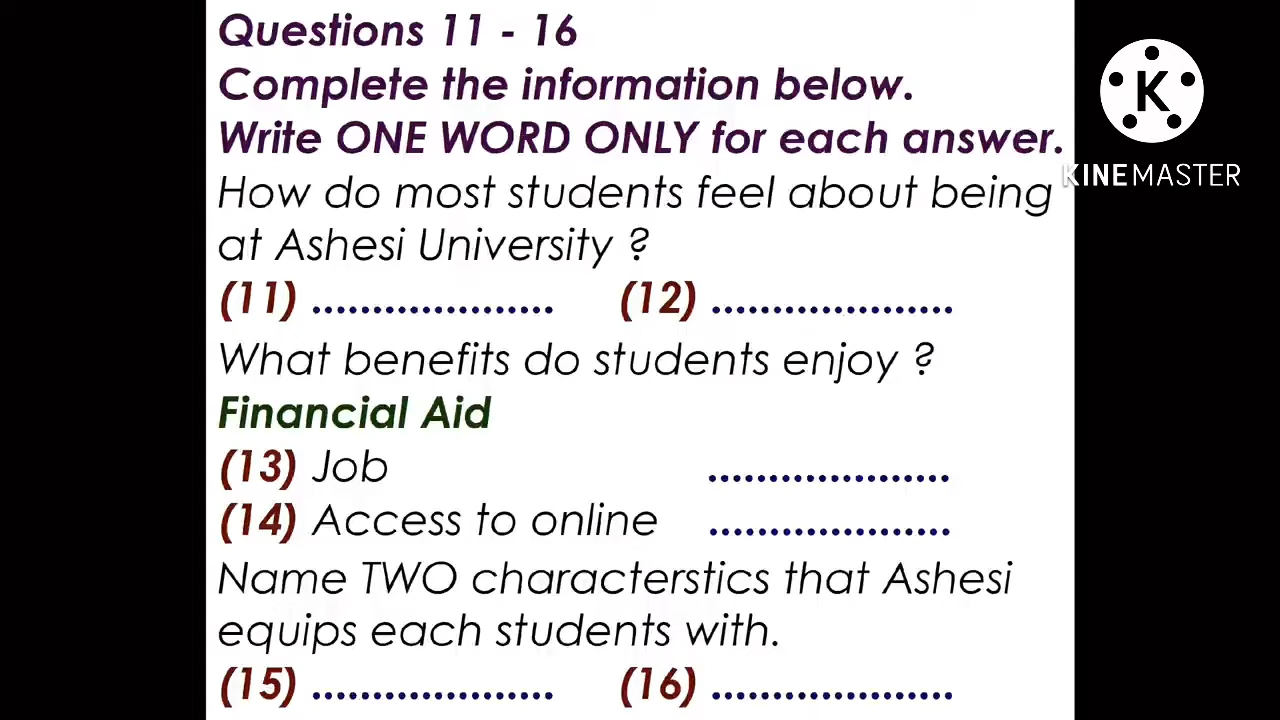 Questions 11 - 16
Complete the information below.
Write ONE WORD ONLY for each answer.
How do most students feel about being
at Ashesi University ?
(11) .................... (12) ....................
What benefits do students enjoy ?
Financial Aid
(13) Job ....................
(14) Access to online ....................
Name TWO characterstics that Ashesi
equips each students with.
(15) .................... (16) ....................
K
KINEMASTER